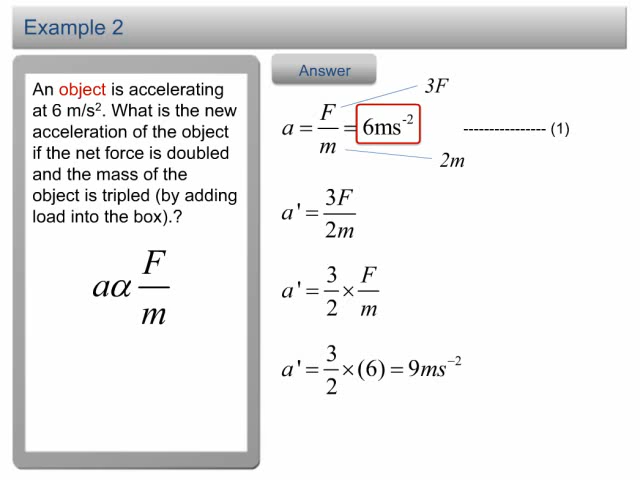 Example 2
An object is accelerating
at 6 m/s². What is the new
acceleration of the object
if the net force is doubled
and the mass of the
object is tripled (by adding
load into the box).?
aα F/m
Answer
3F
a = F/m = 6ms⁻² --------------- (1)
2m
a' = 3F/2m
a' = 3/2 × F/m
a' = 3/2 × (6) = 9ms⁻²